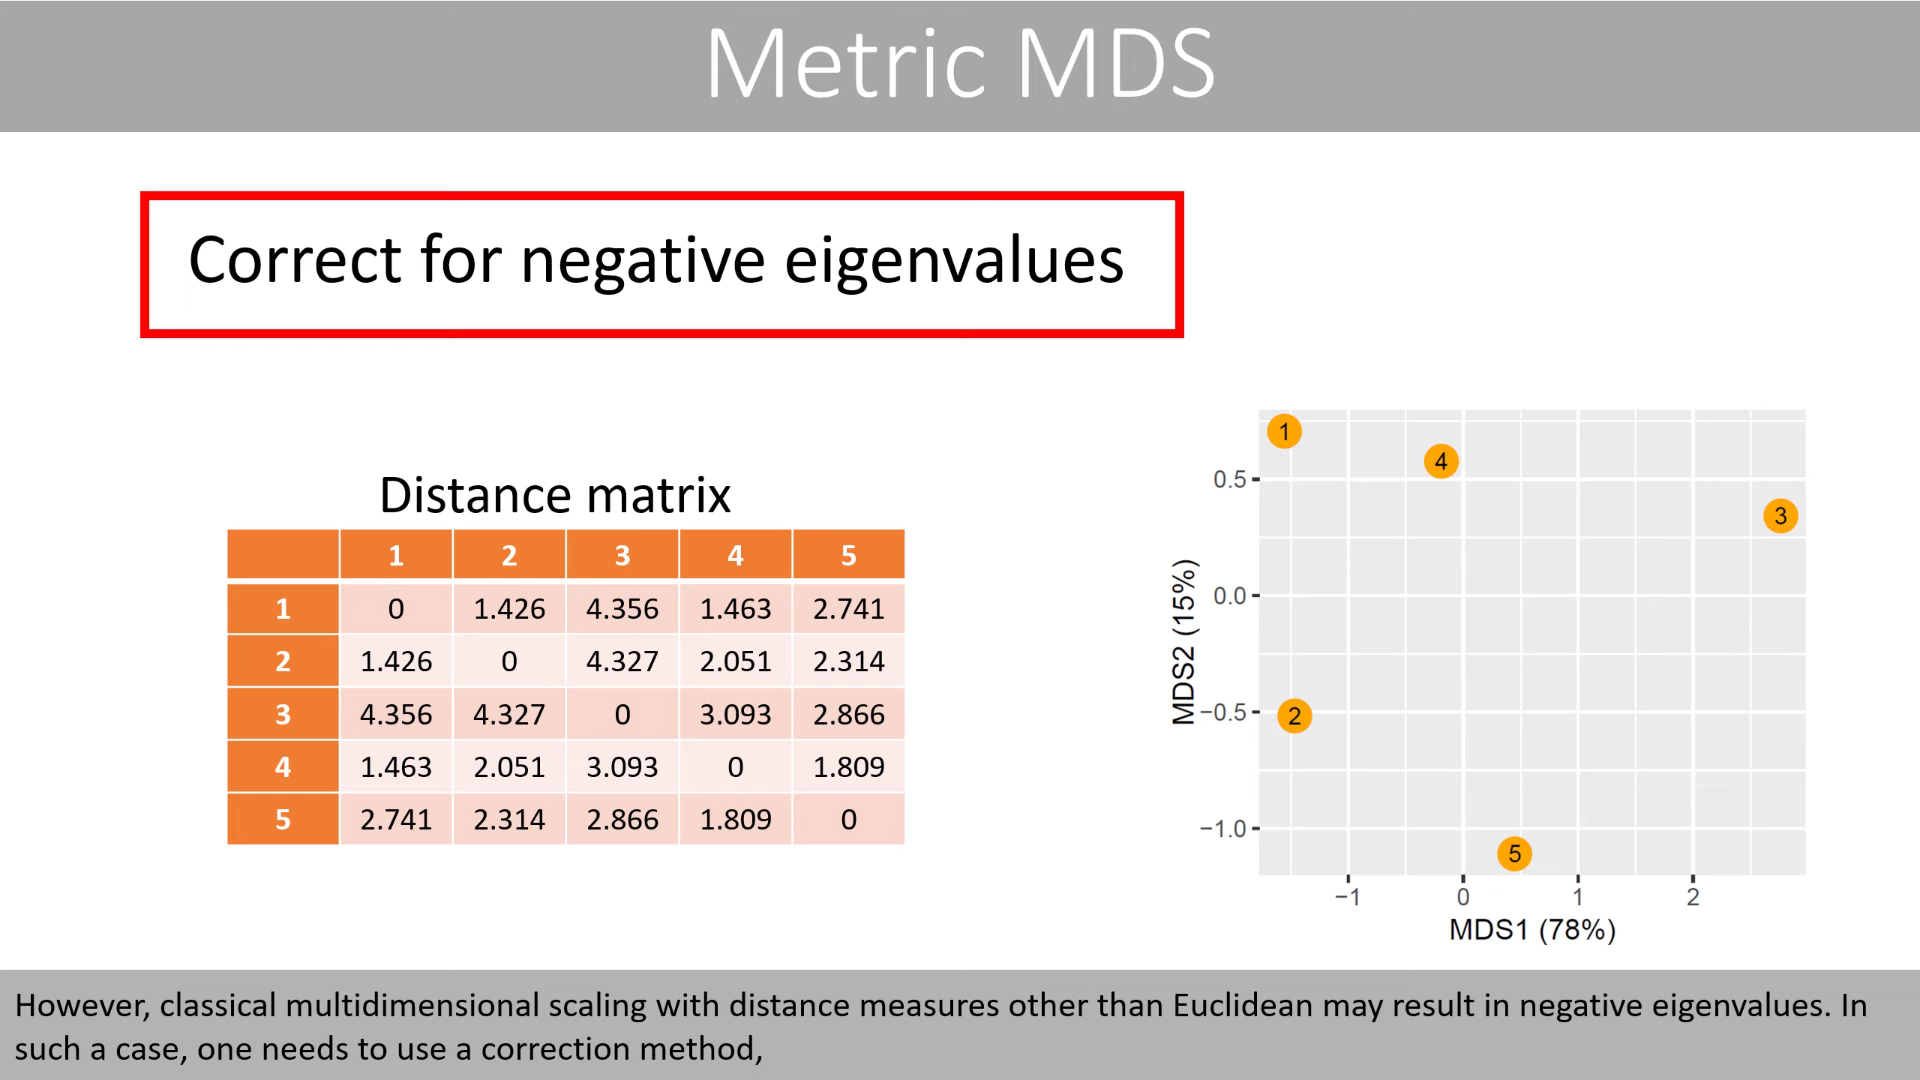 Metric MDS
Correct for negative eigenvalues
Distance matrix
1 2 3 4 5
1 0 1.426 4.356 1.463 2.741
2 1.426 0 4.327 2.051 2.314
3 4.356 4.327 0 3.093 2.866
4 1.463 2.051 3.093 0 1.809
5 2.741 2.314 2.866 1.809 0
1
4
0.5
3
0.0
MDS2 (15%)
−0.5
2
−1.0
5
−1 0 1 2
MDS1 (78%)
However, classical multidimensional scaling with distance measures other than Euclidean may result in negative eigenvalues. In
such a case, one needs to use a correction method,